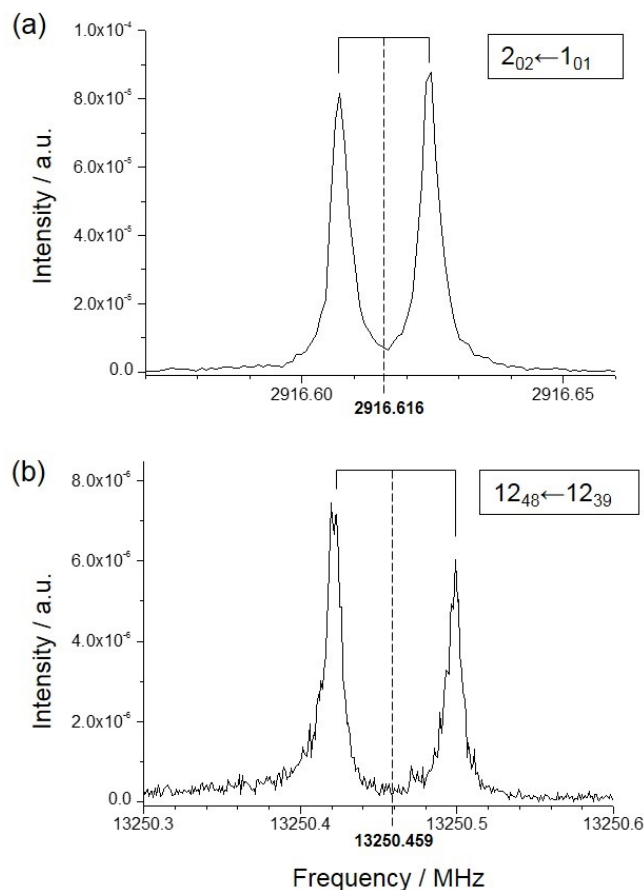 (a)
1.0x10⁻⁴
8.0x10⁻⁵
6.0x10⁻⁵
4.0x10⁻⁵
2.0x10⁻⁵
0.0
Intensity / a.u.
2₀₂←1₀₁
2916.60
2916.616
2916.65
(b)
8.0x10⁻⁶
6.0x10⁻⁶
4.0x10⁻⁶
2.0x10⁻⁶
0.0
Intensity / a.u.
12₄₈←12₃₉
13250.3
13250.4
13250.459
13250.5
13250.6
Frequency / MHz